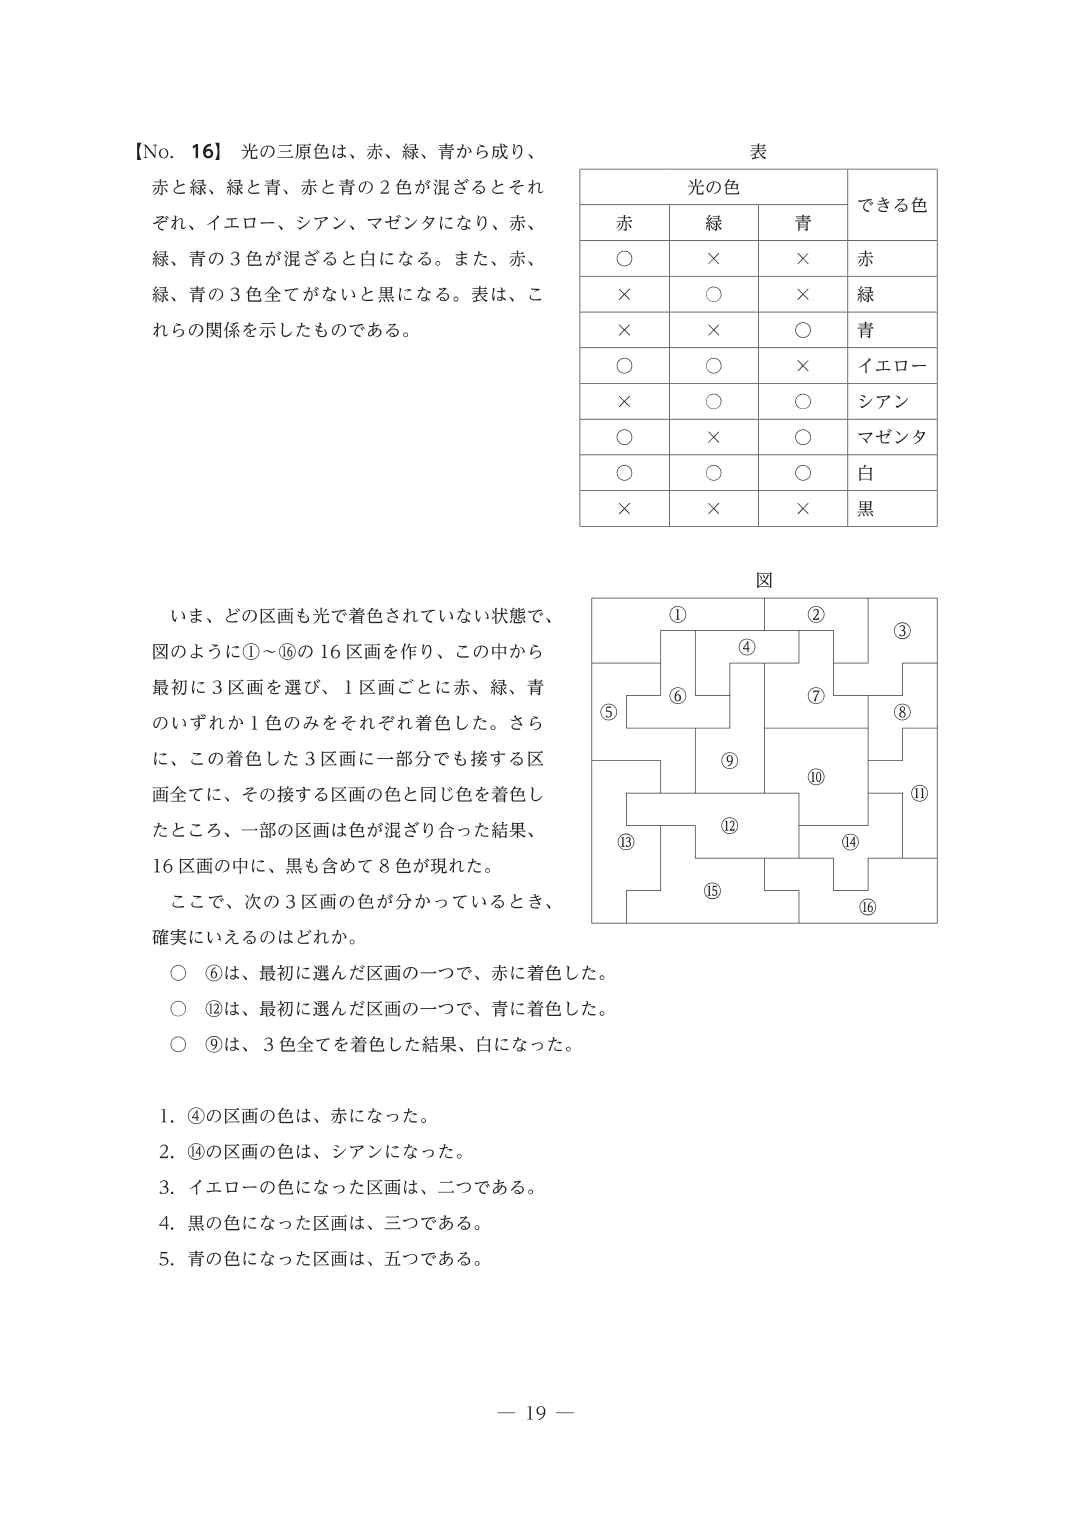 【No. 16】 光の三原色は、赤、緑、青から成り、
赤と緑、緑と青、赤と青の2色が混ざるとそれ
ぞれ、イエロー、シアン、マゼンタになり、赤、
緑、青の3色が混ざると白になる。また、赤、
緑、青の3色全てがないと黒になる。表は、こ
れらの関係を示したものである。
表
光の色 できる色
赤 緑 青
○ × × 赤
× ○ × 緑
× × ○ 青
○ ○ × イエロー
× ○ ○ シアン
○ × ○ マゼンタ
○ ○ ○ 白
× × × 黒
いま、どの区画も光で着色されていない状態で、
図のように①~⑯の16区画を作り、この中から
最初に3区画を選び、1区画ごとに赤、緑、青
のいずれか1色のみをそれぞれ着色した。さら
に、この着色した3区画に一部分でも接する区
画全てに、その接する区画の色と同じ色を着色し
たところ、一部の区画は色が混ざり合った結果、
16区画の中に、黒も含めて8色が現れた。
ここで、次の3区画の色が分かっているとき、
確実にいえるのはどれか。
図
① ②
③
④
⑥ ⑦
⑤ ⑧
⑨
⑩
⑪
⑫
⑬ ⑭
⑮
⑯
○ ⑥は、最初に選んだ区画の一つで、赤に着色した。
○ ⑫は、最初に選んだ区画の一つで、青に着色した。
○ ⑨は、3色全てを着色した結果、白になった。
1. ④の区画の色は、赤になった。
2. ⑭の区画の色は、シアンになった。
3. イエローの色になった区画は、二つである。
4. 黒の色になった区画は、三つである。
5. 青の色になった区画は、五つである。
— 19 —